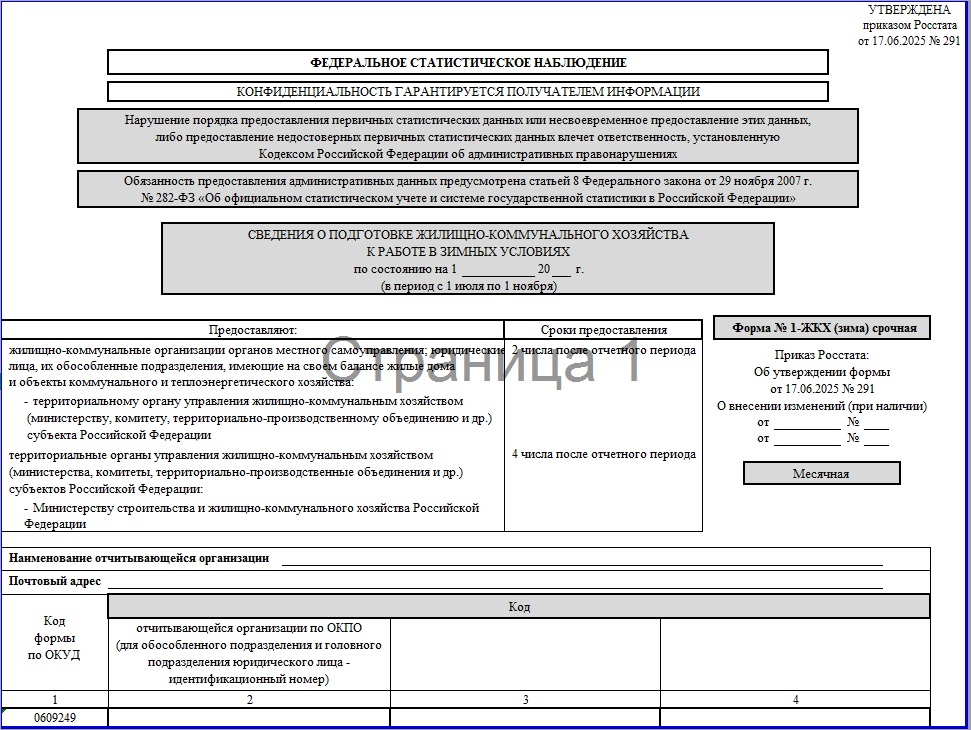 УТВЕРЖДЕНА
приказом Росстата
от 17.06.2025 № 291
ФЕДЕРАЛЬНОЕ СТАТИСТИЧЕСКОЕ НАБЛЮДЕНИЕ
КОНФИДЕНЦИАЛЬНОСТЬ ГАРАНТИРУЕТСЯ ПОЛУЧАТЕЛЕМ ИНФОРМАЦИИ
Нарушение порядка предоставления первичных статистических данных или несвоевременное предоставление этих данных,
либо предоставление недостоверных первичных статистических данных влечет ответственность, установленную
Кодексом Российской Федерации об административных правонарушениях
Обязанность предоставления административных данных предусмотрена статьей 8 Федерального закона от 29 ноября 2007 г.
№ 282-ФЗ «Об официальном статистическом учете и системе государственной статистики в Российской Федерации»
СВЕДЕНИЯ О ПОДГОТОВКЕ ЖИЛИЩНО-КОММУНАЛЬНОГО ХОЗЯЙСТВА
К РАБОТЕ В ЗИМНЫХ УСЛОВИЯХ
по состоянию на 1 ___________ 20 ___ г.
(в период с 1 июля по 1 ноября)
Предоставляют:
Сроки предоставления
жилищно-коммунальные организации органов местного самоуправления; юридические
лица, их обособленные подразделения, имеющие на своем балансе жилые дома
и объекты коммунального и теплоэнергетического хозяйства:
- территориальному органу управления жилищно-коммунальным хозяйством
(министерству, комитету, территориально-производственному объединению и др.)
субъекта Российской Федерации
2 числа после отчетного периода
территориальные органы управления жилищно-коммунальным хозяйством
(министерства, комитеты, территориально-производственные объединения и др.)
субъектов Российской Федерации:
- Министерству строительства и жилищно-коммунального хозяйства Российской
Федерации
4 числа после отчетного периода
Страница 1
Форма № 1-ЖКХ (зима) срочная
Приказ Росстата:
Об утверждении формы
от 17.06.2025 № 291
О внесении изменений (при наличии)
от __________ № ____
от __________ № ____
Месячная
Наименование отчитывающейся организации
Почтовый адрес
Код
формы
по ОКУД
Код
отчитывающейся организации по ОКПО
(для обособленного подразделения и головного
подразделения юридического лица -
идентификационный номер)
1 2 3 4
0609249